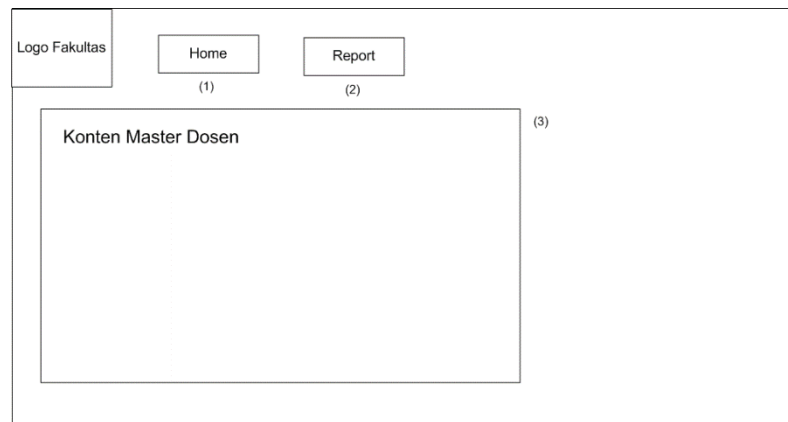 Logo Fakultas
Home
Report
(1)
(2)
(3)
Konten Master Dosen